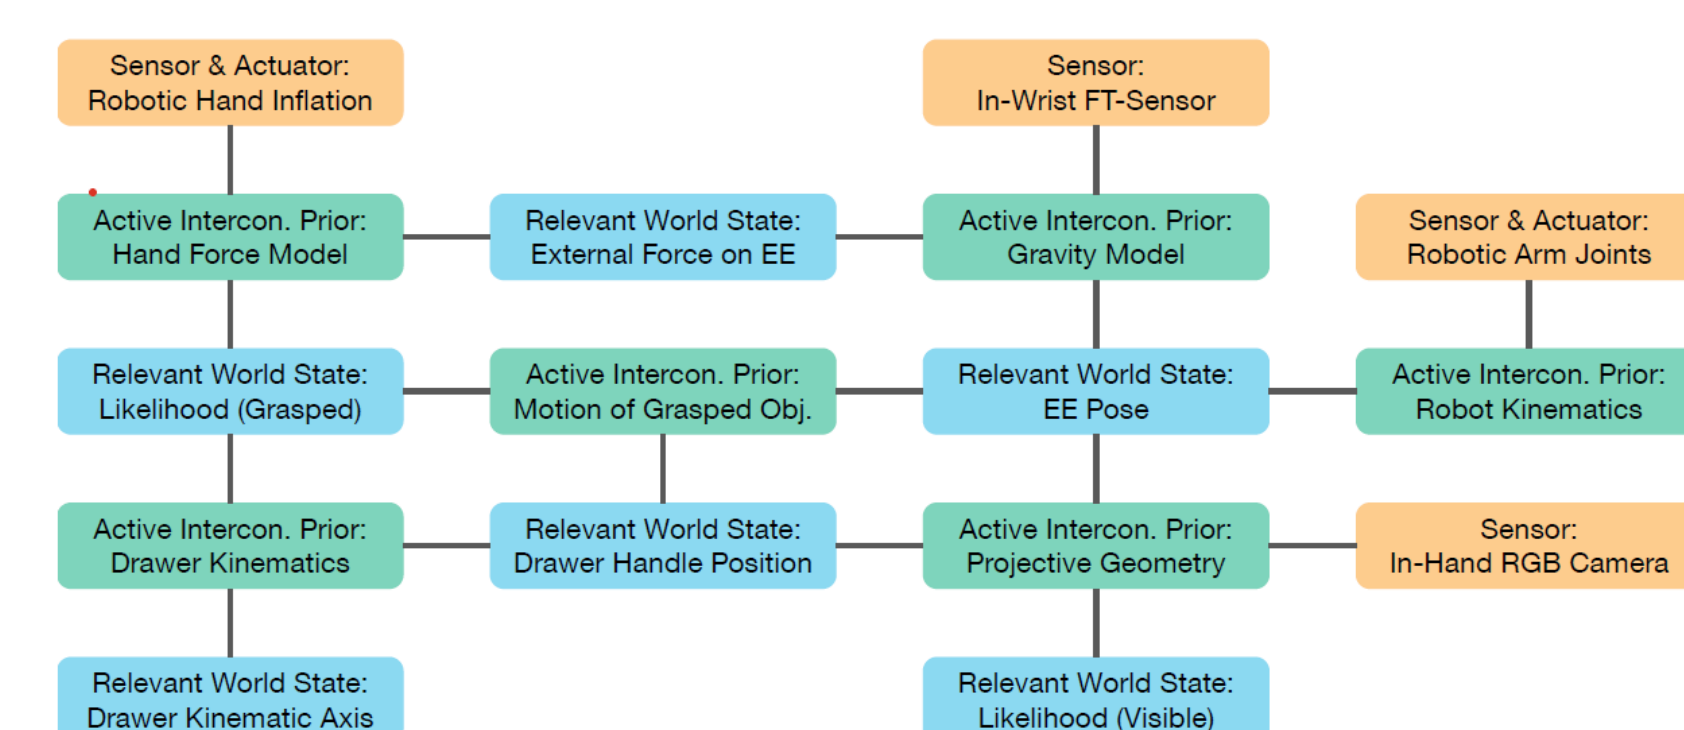 Sensor & Actuator:
Robotic Hand Inflation
Sensor:
In-Wrist FT-Sensor
Active Intercon. Prior:
Hand Force Model
Relevant World State:
External Force on EE
Active Intercon. Prior:
Gravity Model
Sensor & Actuator:
Robotic Arm Joints
Relevant World State:
Likelihood (Grasped)
Active Intercon. Prior:
Motion of Grasped Obj.
Relevant World State:
EE Pose
Active Intercon. Prior:
Robot Kinematics
Active Intercon. Prior:
Drawer Kinematics
Relevant World State:
Drawer Handle Position
Active Intercon. Prior:
Projective Geometry
Sensor:
In-Hand RGB Camera
Relevant World State:
Drawer Kinematic Axis
Relevant World State:
Likelihood (Visible)